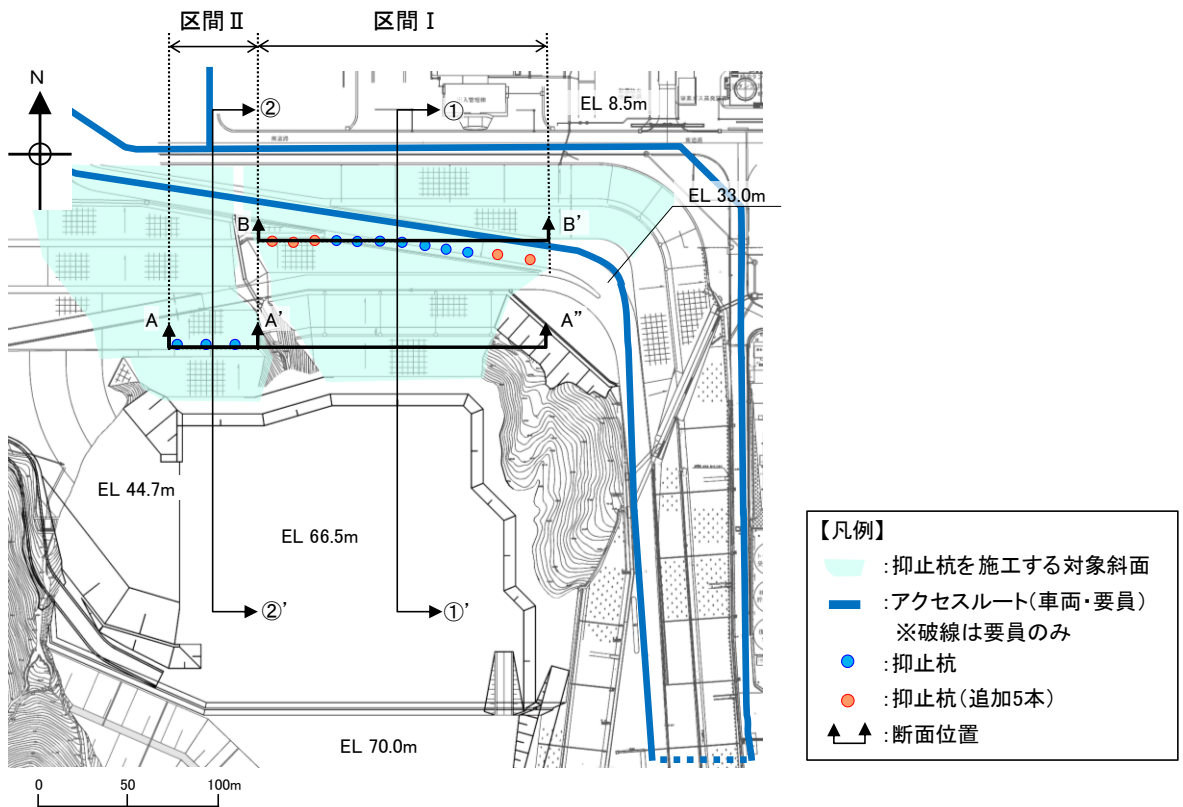 区間Ⅱ
区間Ⅰ
N
②
①
EL 8.5m
南道路
EL 33.0m
B
B'
A
A'
A"
EL 44.7m
EL 66.5m
②'
①'
EL 70.0m
0
50
100m
【凡例】
:抑止杭を施工する対象斜面
:アクセスルート(車両・要員)
※破線は要員のみ
:抑止杭
:抑止杭(追加5本)
:断面位置